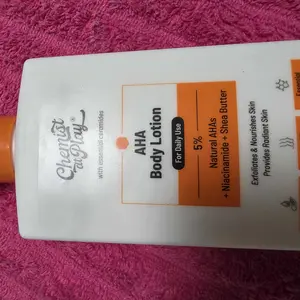 Chemist
at play®
with essential ceramides
AHA
Body Lotion
For Daily Use
5%
Natural AHAs
+ Niacinamide + Shea Butter
Exfoliates & Nourishes Skin
Provides Radiant Skin